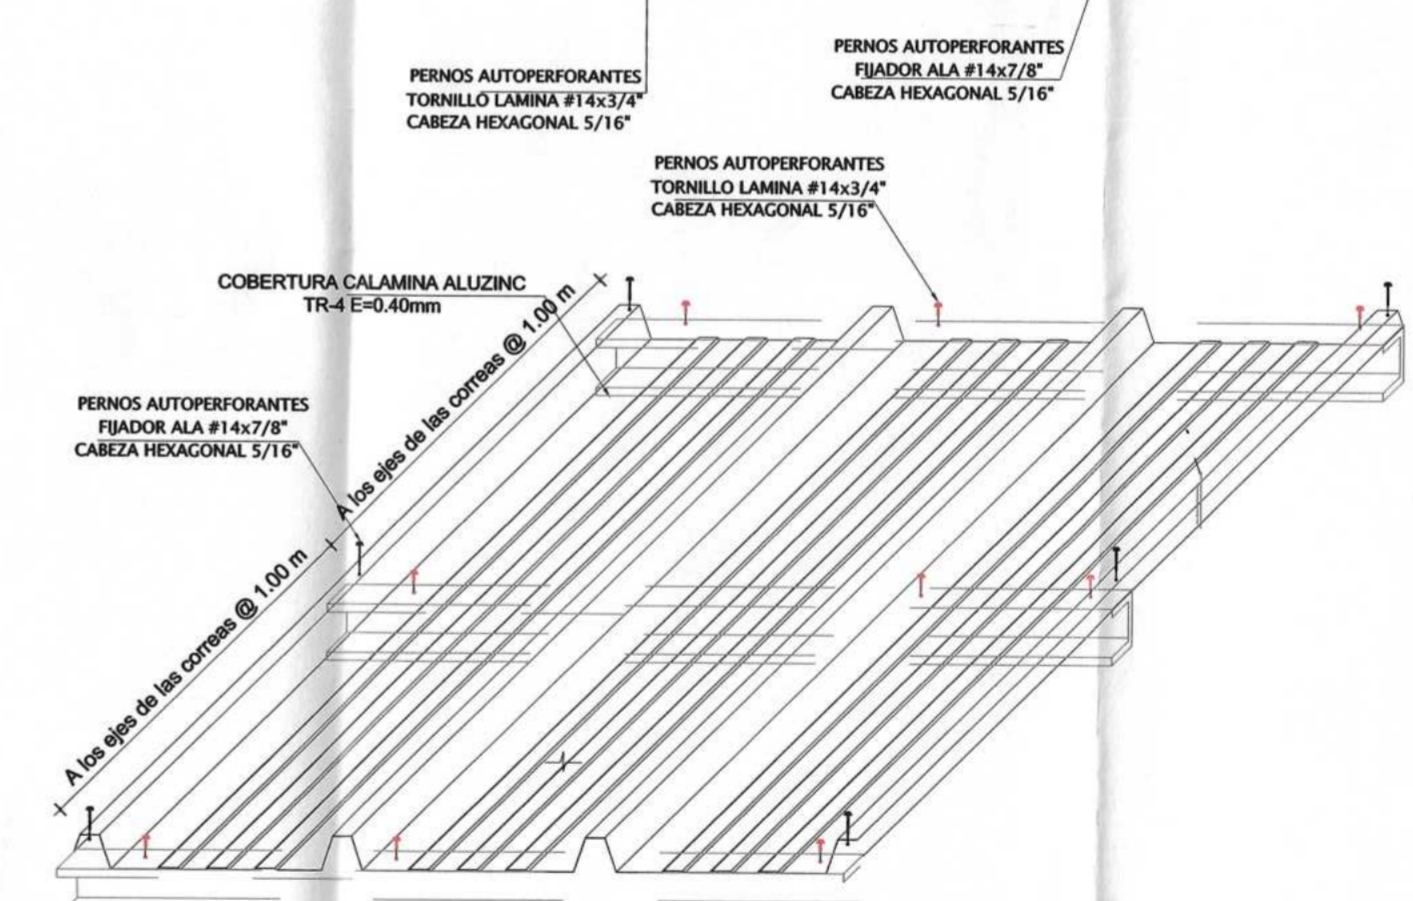 PERNOS AUTOPERFORANTES
TORNILLO LAMINA #14x3/4"
CABEZA HEXAGONAL 5/16"
PERNOS AUTOPERFORANTES
FIJADOR ALA #14x7/8"
CABEZA HEXAGONAL 5/16"
PERNOS AUTOPERFORANTES
TORNILLO LAMINA #14x3/4"
CABEZA HEXAGONAL 5/16"
COBERTURA CALAMINA ALUZINC
TR-4 E=0.40mm
A los ejes de las correas @ 1.00 m
PERNOS AUTOPERFORANTES
FIJADOR ALA #14x7/8"
CABEZA HEXAGONAL 5/16"
A los ejes de las correas @ 1.00 m